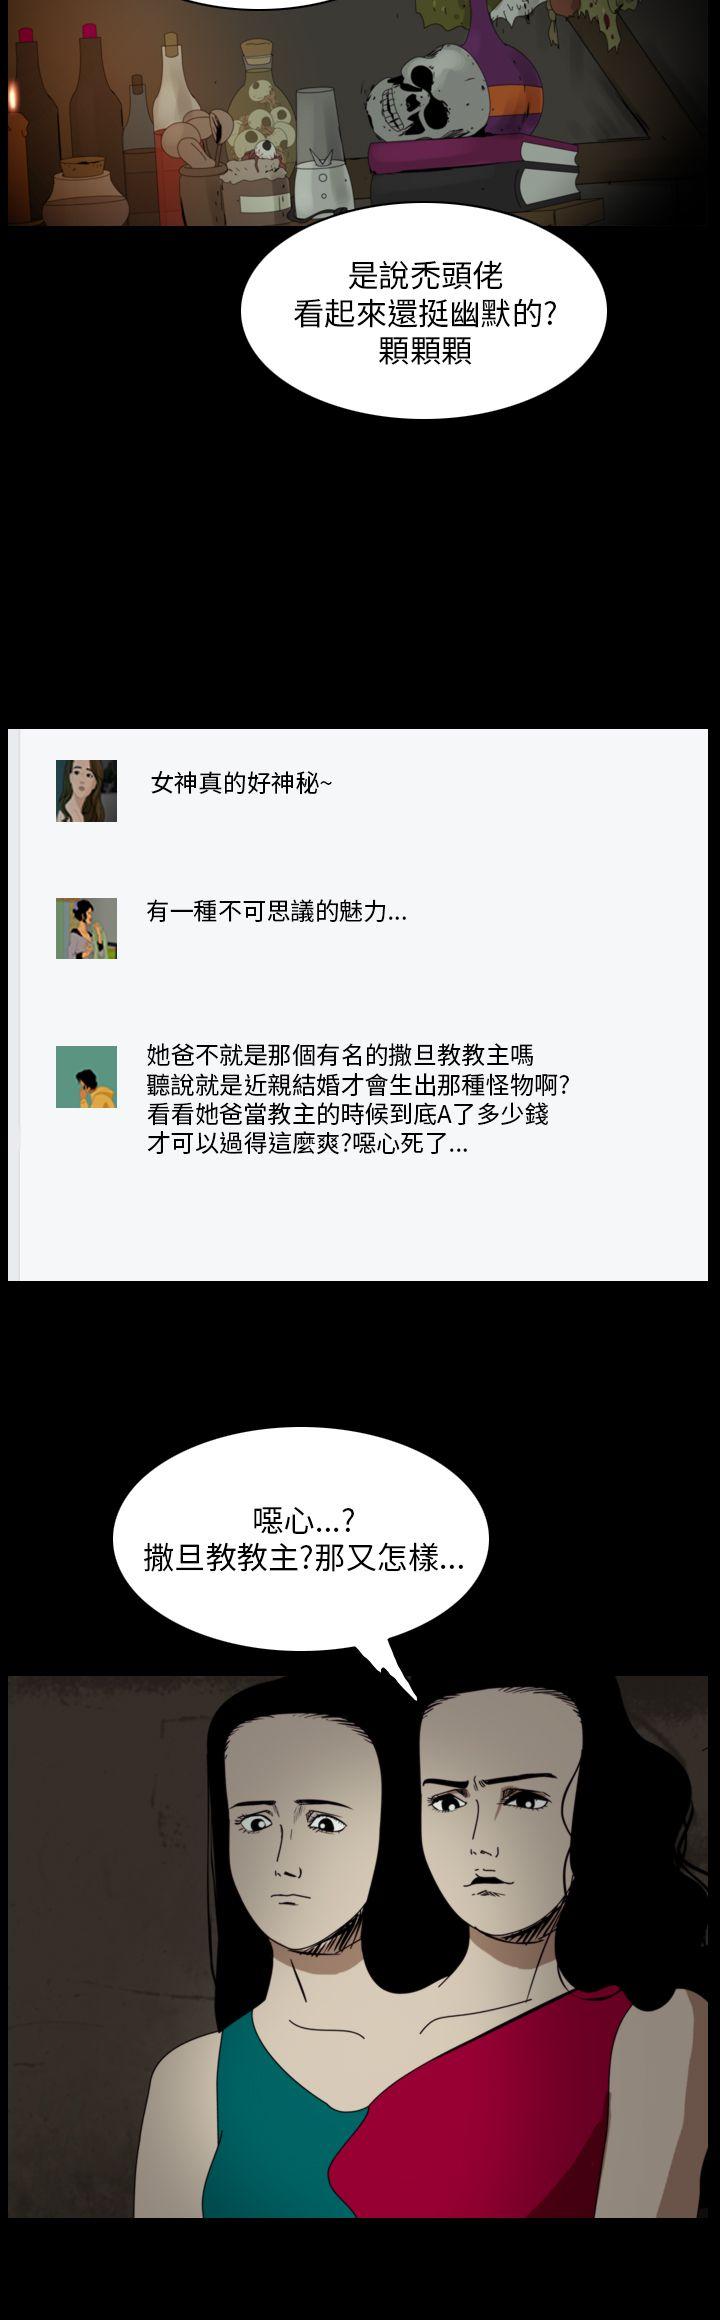 是說禿頭佬
看起來還挺幽默的?
顆顆顆
女神真的好神秘~
有一種不可思議的魅力...
她爸不就是那個有名的撒旦教教主嗎
聽說就是近親結婚才會生出那種怪物啊?
看看她爸當教主的時候到底A了多少錢
才可以過得這麼爽?噁心死了...
噁心...?
撒旦教教主?那又怎樣...